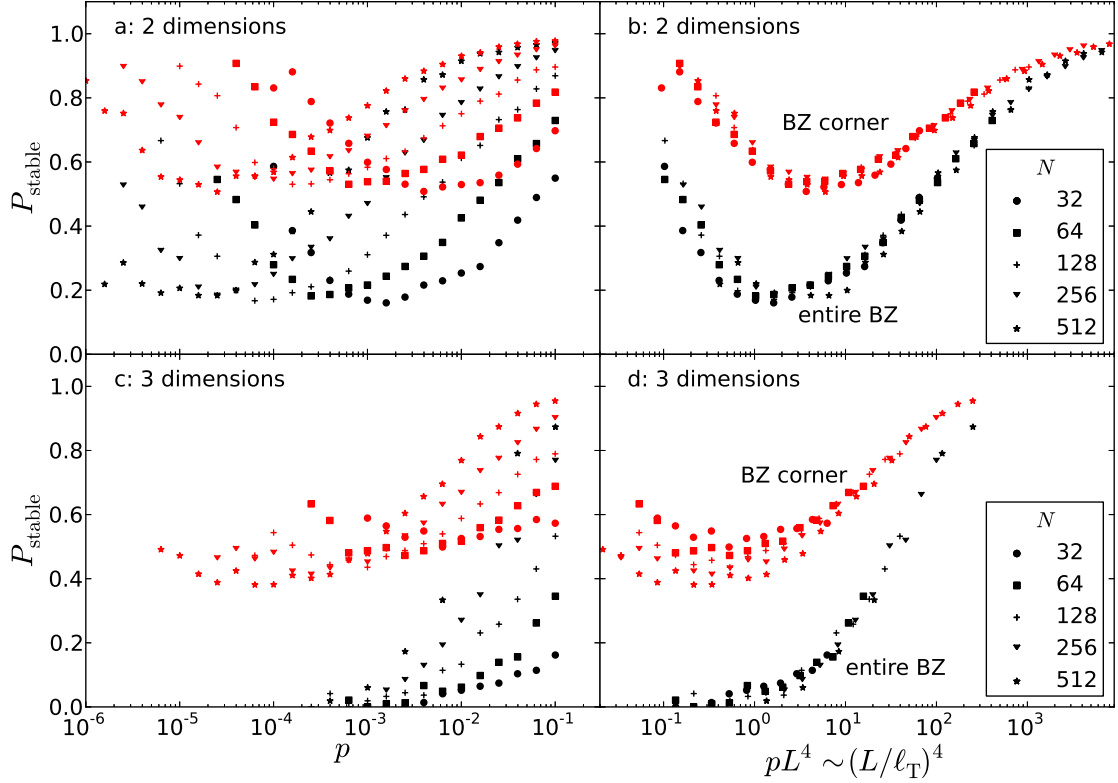 a: 2 dimensions
b: 2 dimensions
1.0
0.8
0.6
0.4
0.2
0.0
P_stable
BZ corner
entire BZ
N
32
64
128
256
512
c: 3 dimensions
d: 3 dimensions
1.0
0.8
0.6
0.4
0.2
0.0
P_stable
BZ corner
entire BZ
N
32
64
128
256
512
10^-6
10^-5
10^-4
10^-3
10^-2
10^-1
p
10^-1
10^0
10^1
10^2
10^3
pL^4 ∼ (L/ℓ_T)^4